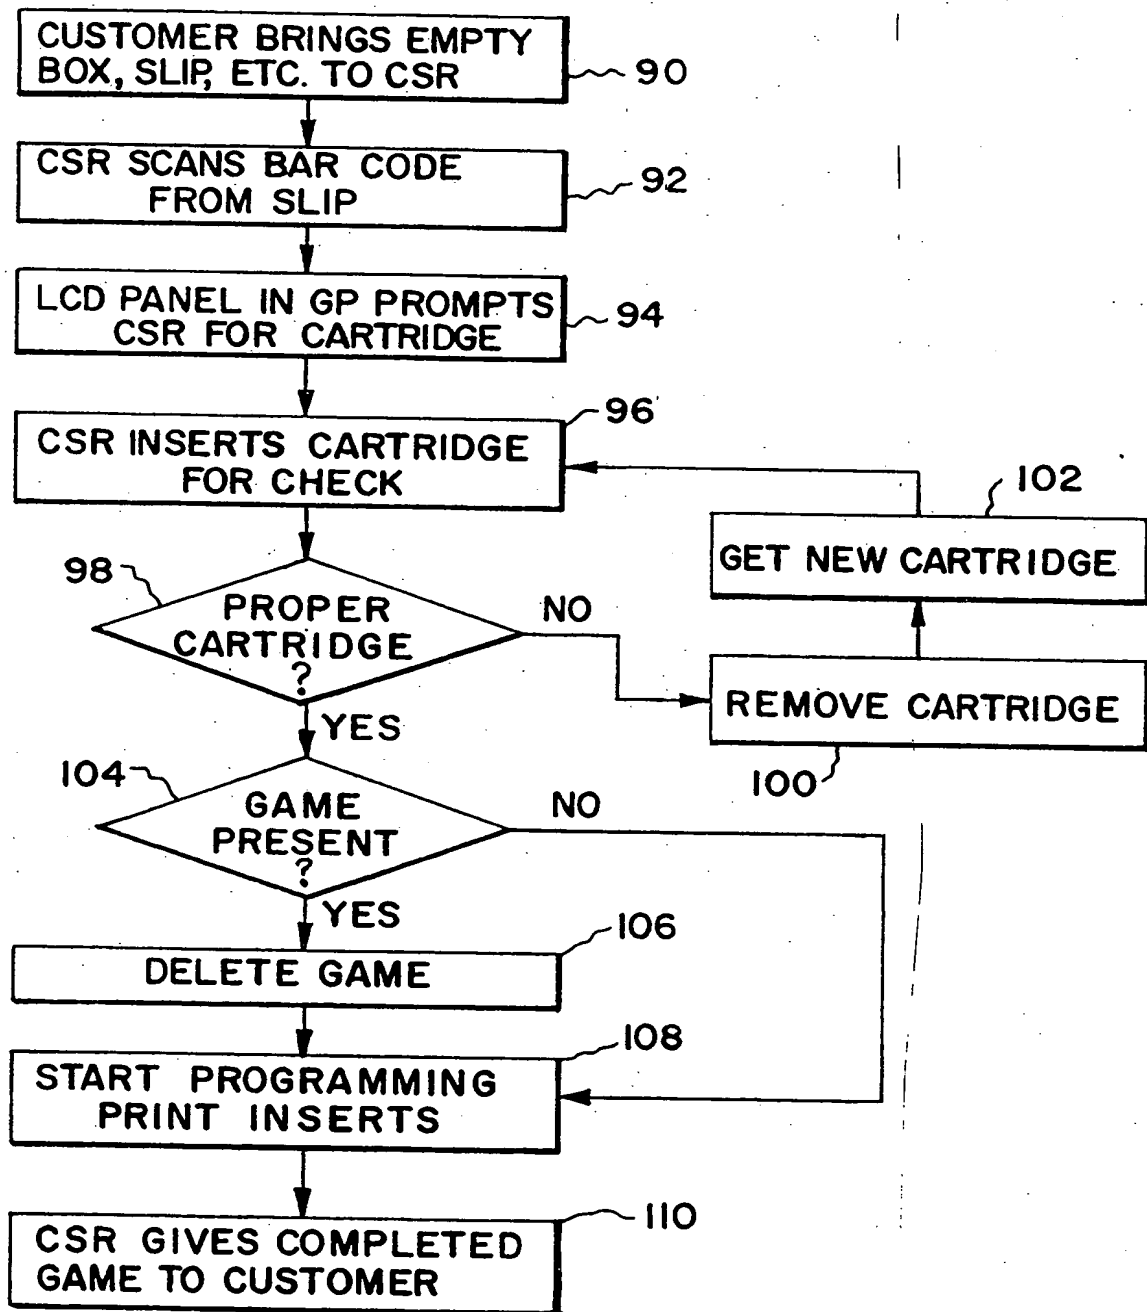 CUSTOMER BRINGS EMPTY
BOX, SLIP, ETC. TO CSR
90
CSR SCANS BAR CODE
FROM SLIP
92
LCD PANEL IN GP PROMPTS
CSR FOR CARTRIDGE
94
96
CSR INSERTS CARTRIDGE
FOR CHECK
102
GET NEW CARTRIDGE
98
PROPER
CARTRIDGE
?
NO
REMOVE CARTRIDGE
100
YES
104
GAME
PRESENT
?
NO
YES
106
DELETE GAME
108
START PROGRAMMING
PRINT INSERTS
110
CSR GIVES COMPLETED
GAME TO CUSTOMER